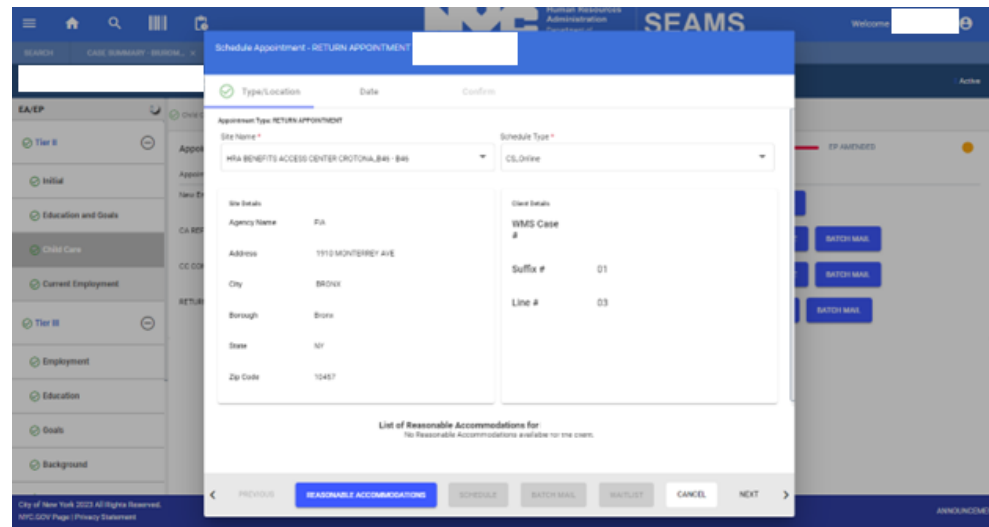 Human Resources
NYC Administration SEAMS Welcome
Department of
SEARCH CASE SUMMARY
Schedule Appointment - RETURN APPOINTMENT
Active
EA/EP
Type/Location Date Confirm
Tier II
Initial
Education and Goals
Child Care
Current Employment
Tier III
Employment
Education
Goals
Background
Appointment Type: RETURN APPOINTMENT
Site Name * Schedule Type *
HRA BENEFITS ACCESS CENTER CROTONA_B46 - B46 CS_Online
Site Details
Agency Name FIA
Address 1910 MONTERREY AVE
City BRONX
Borough Bronx
State NY
Zip Code 10457
Client Details
WMS Case
#
Suffix # 01
Line # 03
List of Reasonable Accommodations for:
No Reasonable Accommodations available for the client.
EP AMENDED
BATCH MAIL
BATCH MAIL
BATCH MAIL
PREVIOUS REASONABLE ACCOMMODATIONS SCHEDULE BATCH MAIL WAITLIST CANCEL NEXT
City of New York 2023 All Rights Reserved.
NYC.GOV Page | Privacy Statement